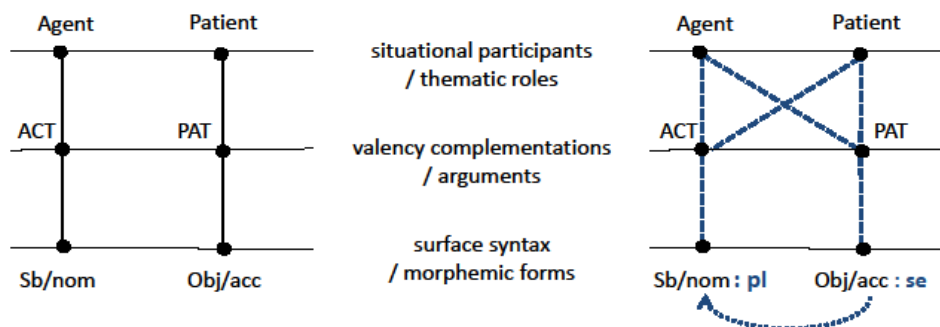 Agent Patient
situational participants
/ thematic roles
Agent Patient
ACT PAT
valency complementations
/ arguments
ACT PAT
surface syntax
/ morphemic forms
Sb/nom Obj/acc
Sb/nom : pl Obj/acc : se